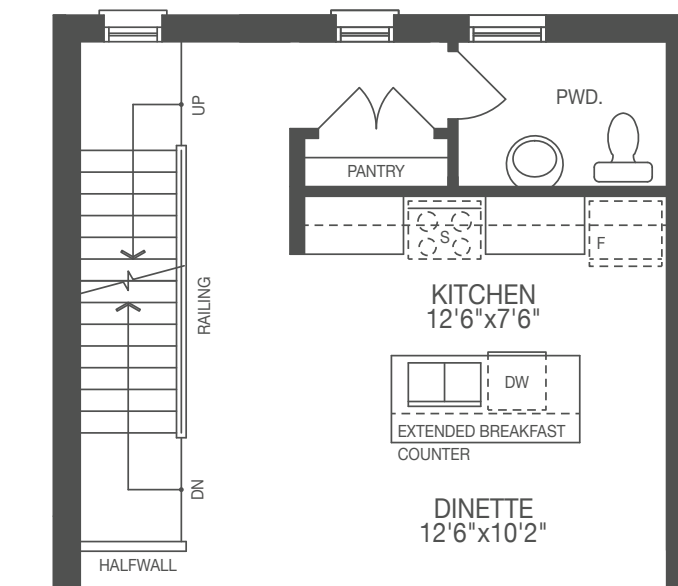 UP
PWD.
PANTRY
S
F
RAILING
KITCHEN
12'6"x7'6"
DW
EXTENDED BREAKFAST
COUNTER
DN
DINETTE
12'6"x10'2"
HALFWALL